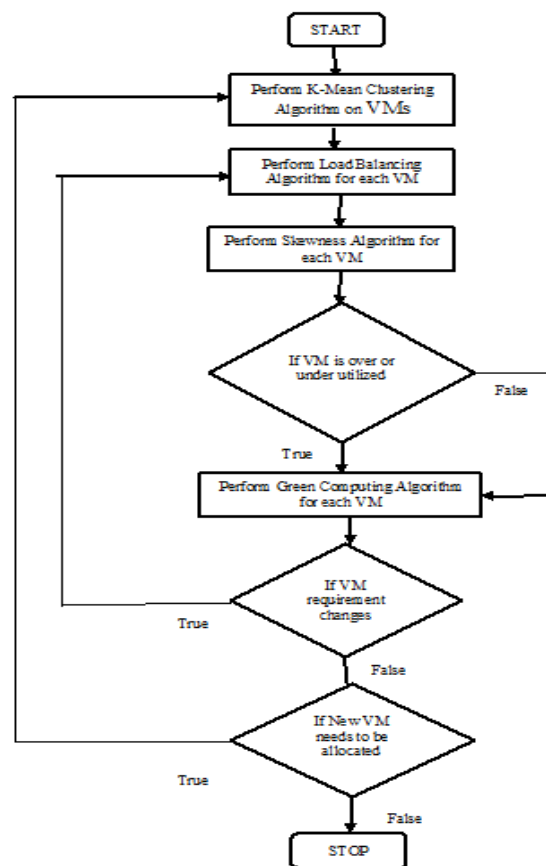 START
Perform K-Mean Clustering
Algorithm on VMs
Perform Load Balancing
Algorithm for each VM
Perform Skewness Algorithm for
each VM
If VM is over or
under utilized
False
True
Perform Green Computing Algorithm
for each VM
If VM
requirement
changes
True
False
If New VM
needs to be
allocated
True
False
STOP